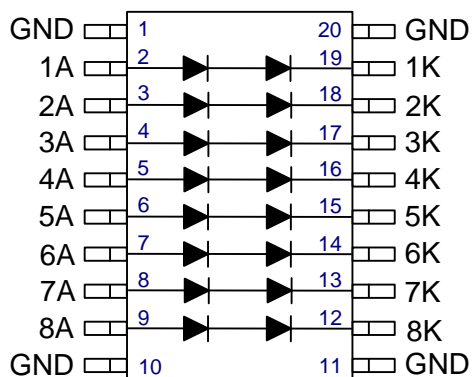 GND 1 20 GND
1A 2 19 1K
2A 3 18 2K
3A 4 17 3K
4A 5 16 4K
5A 6 15 5K
6A 7 14 6K
7A 8 13 7K
8A 9 12 8K
GND 10 11 GND